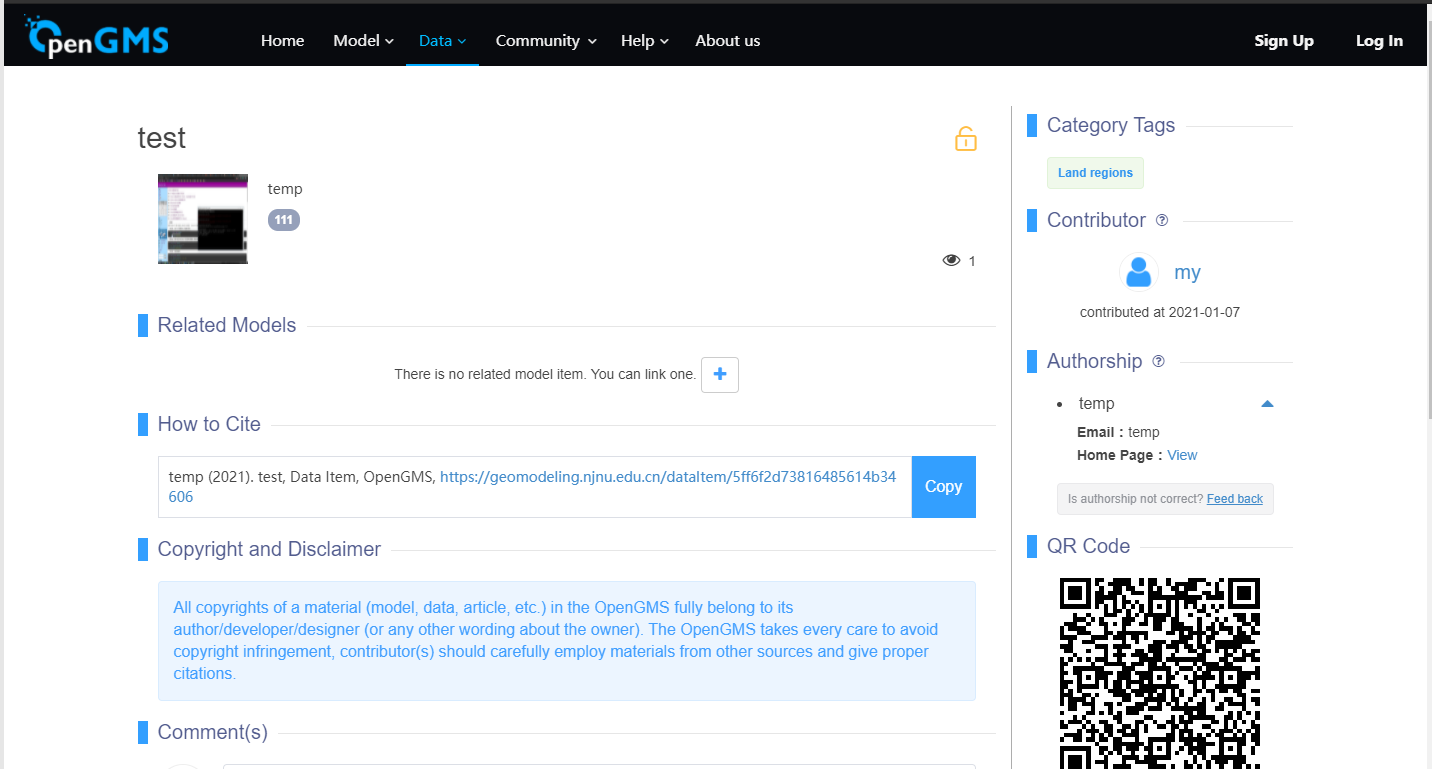 OpenGMS
Home Model Data Community Help About us Sign Up Log In
test
temp
111
1
Related Models
There is no related model item. You can link one.
How to Cite
temp (2021). test, Data Item, OpenGMS, https://geomodeling.njnu.edu.cn/dataItem/5ff6f2d73816485614b34
606
Copy
Copyright and Disclaimer
All copyrights of a material (model, data, article, etc.) in the OpenGMS fully belong to its
author/developer/designer (or any other wording about the owner). The OpenGMS takes every care to avoid
copyright infringement, contributor(s) should carefully employ materials from other sources and give proper
citations.
Comment(s)
Category Tags
Land regions
Contributor
my
contributed at 2021-01-07
Authorship
temp
Email : temp
Home Page : View
Is authorship not correct? Feed back
QR Code